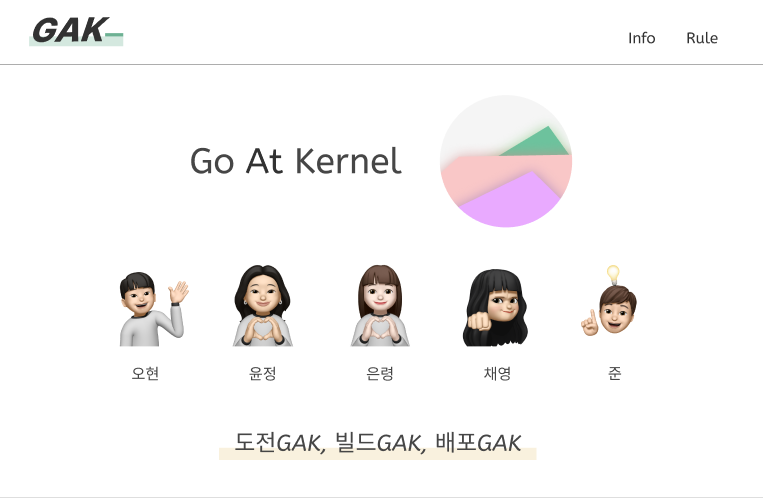 GAK_
Info Rule
Go At Kernel
오현 윤정 은령 채영 준
도전GAK, 빌드GAK, 배포GAK